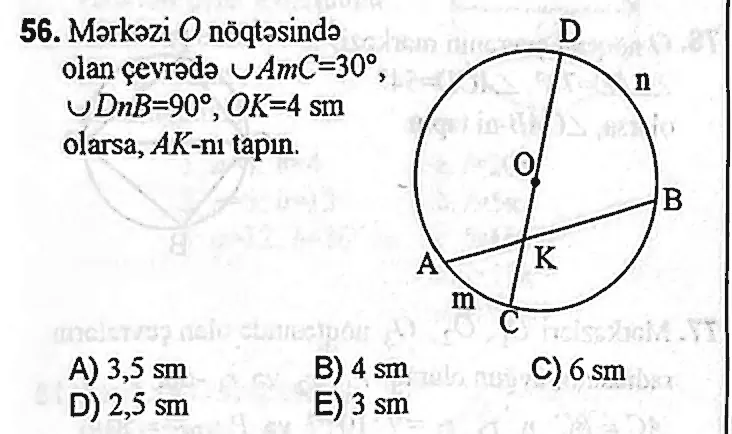 56. Mərkəzi O nöqtəsində
olan çevrədə ∪AmC=30°,
∪DnB=90°, OK=4 sm
olarsa, AK-nı tapın.
D
n
O
B
A
K
m
C
A) 3,5 sm B) 4 sm C) 6 sm
D) 2,5 sm E) 3 sm